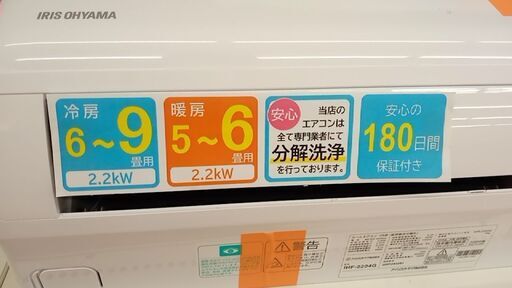 IRIS OHYAMA
冷房
6～9
畳用
2.2kW
暖房
5～6
畳用
2.2kW
安心
当店の
エアコンは
全て専門業者にて
分解洗浄
を行っております。
安心の
180日間
保証付き
警告
IHF-2204G